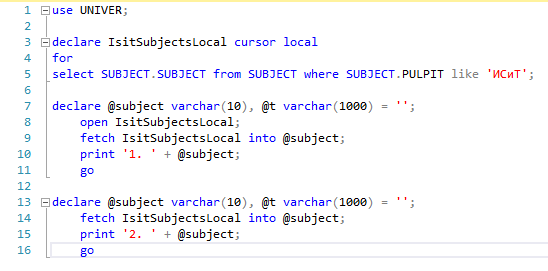 1 use UNIVER;
2
3 declare IsitSubjectsLocal cursor local
4 for
5 select SUBJECT.SUBJECT from SUBJECT where SUBJECT.PULPIT like 'ИСиТ';
6
7 declare @subject varchar(10), @t varchar(1000) = '';
8 open IsitSubjectsLocal;
9 fetch IsitSubjectsLocal into @subject;
10 print '1. ' + @subject;
11 go
12
13 declare @subject varchar(10), @t varchar(1000) = '';
14 fetch IsitSubjectsLocal into @subject;
15 print '2. ' + @subject;
16 go